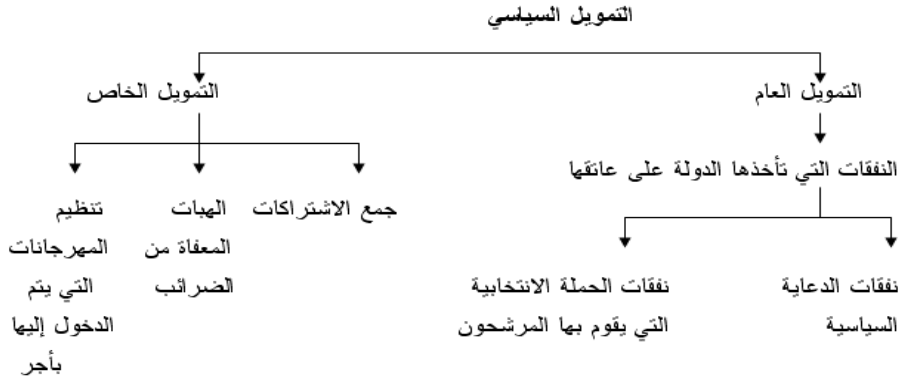 التمويل السياسي
التمويل العام
التمويل الخاص
النفقات التي تأخذها الدولة على عاتقها
نفقات الدعاية
السياسية
نفقات الحملة الانتخابية
التي يقوم بها المرشحون
جمع الاشتراكات
الهبات
المعفاة من
الضرائب
تنظيم
المهرجانات
التي يتم
الدخول إليها
بأجر